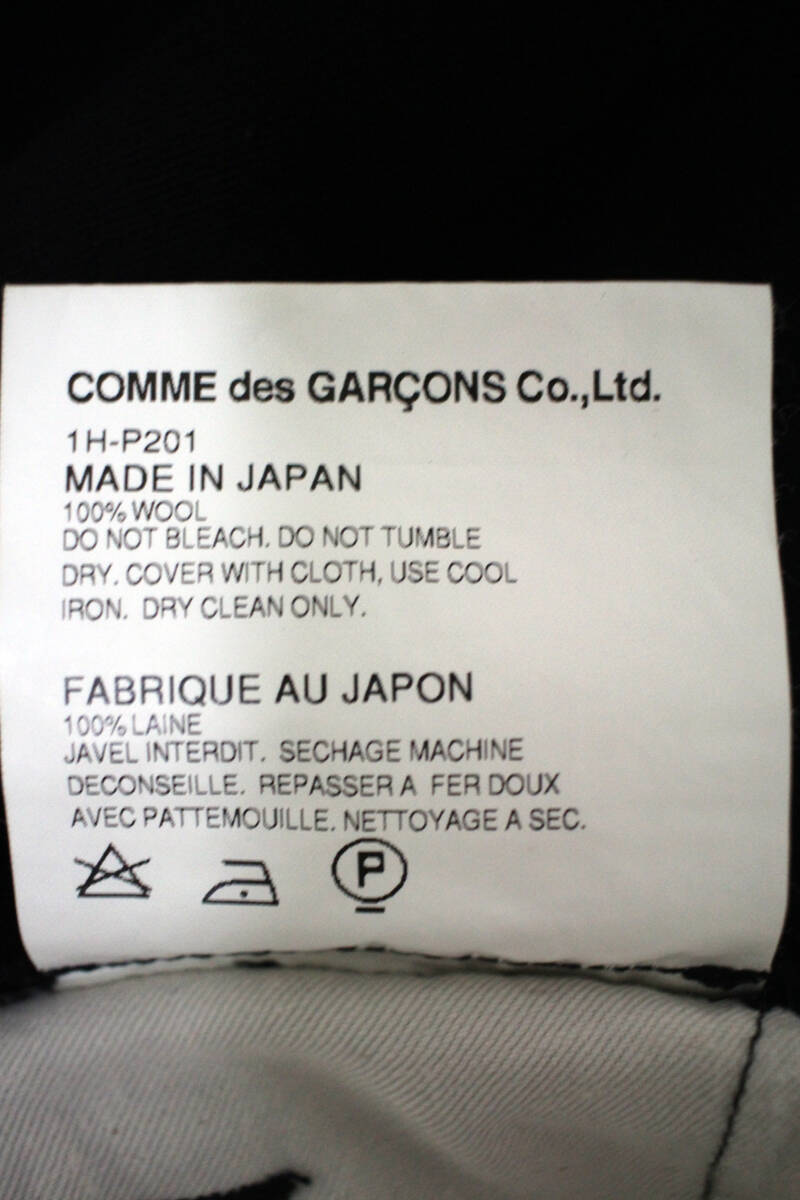 COMME des GARÇONS Co.,Ltd.
1H-P201
MADE IN JAPAN
100% WOOL
DO NOT BLEACH. DO NOT TUMBLE
DRY. COVER WITH CLOTH, USE COOL
IRON. DRY CLEAN ONLY.
FABRIQUE AU JAPON
100% LAINE
JAVEL INTERDIT. SECHAGE MACHINE
DECONSEILLE. REPASSER A FER DOUX
AVEC PATTEMOUILLE. NETTOYAGE A SEC.
P